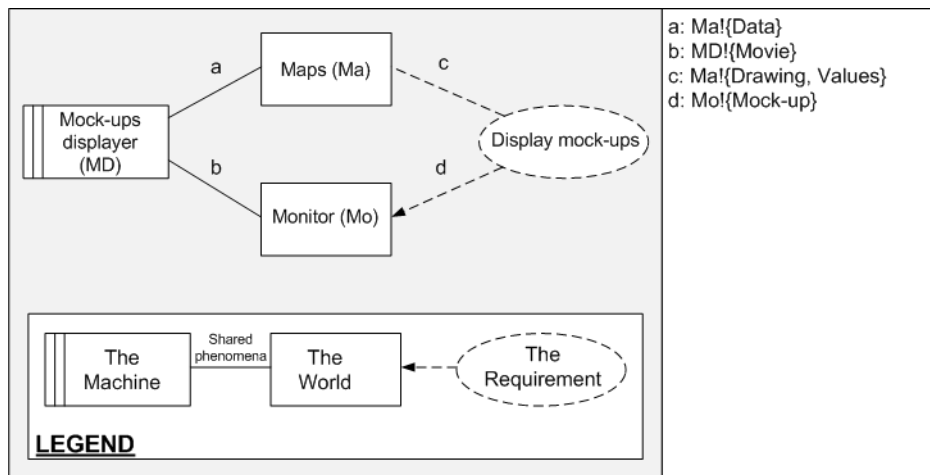 a
Maps (Ma)
c
Mock-ups
displayer
(MD)
Display mock-ups
b
d
Monitor (Mo)
a: Ma!{Data}
b: MD!{Movie}
c: Ma!{Drawing, Values}
d: Mo!{Mock-up}
The
Machine
Shared
phenomena
The
World
The
Requirement
LEGEND